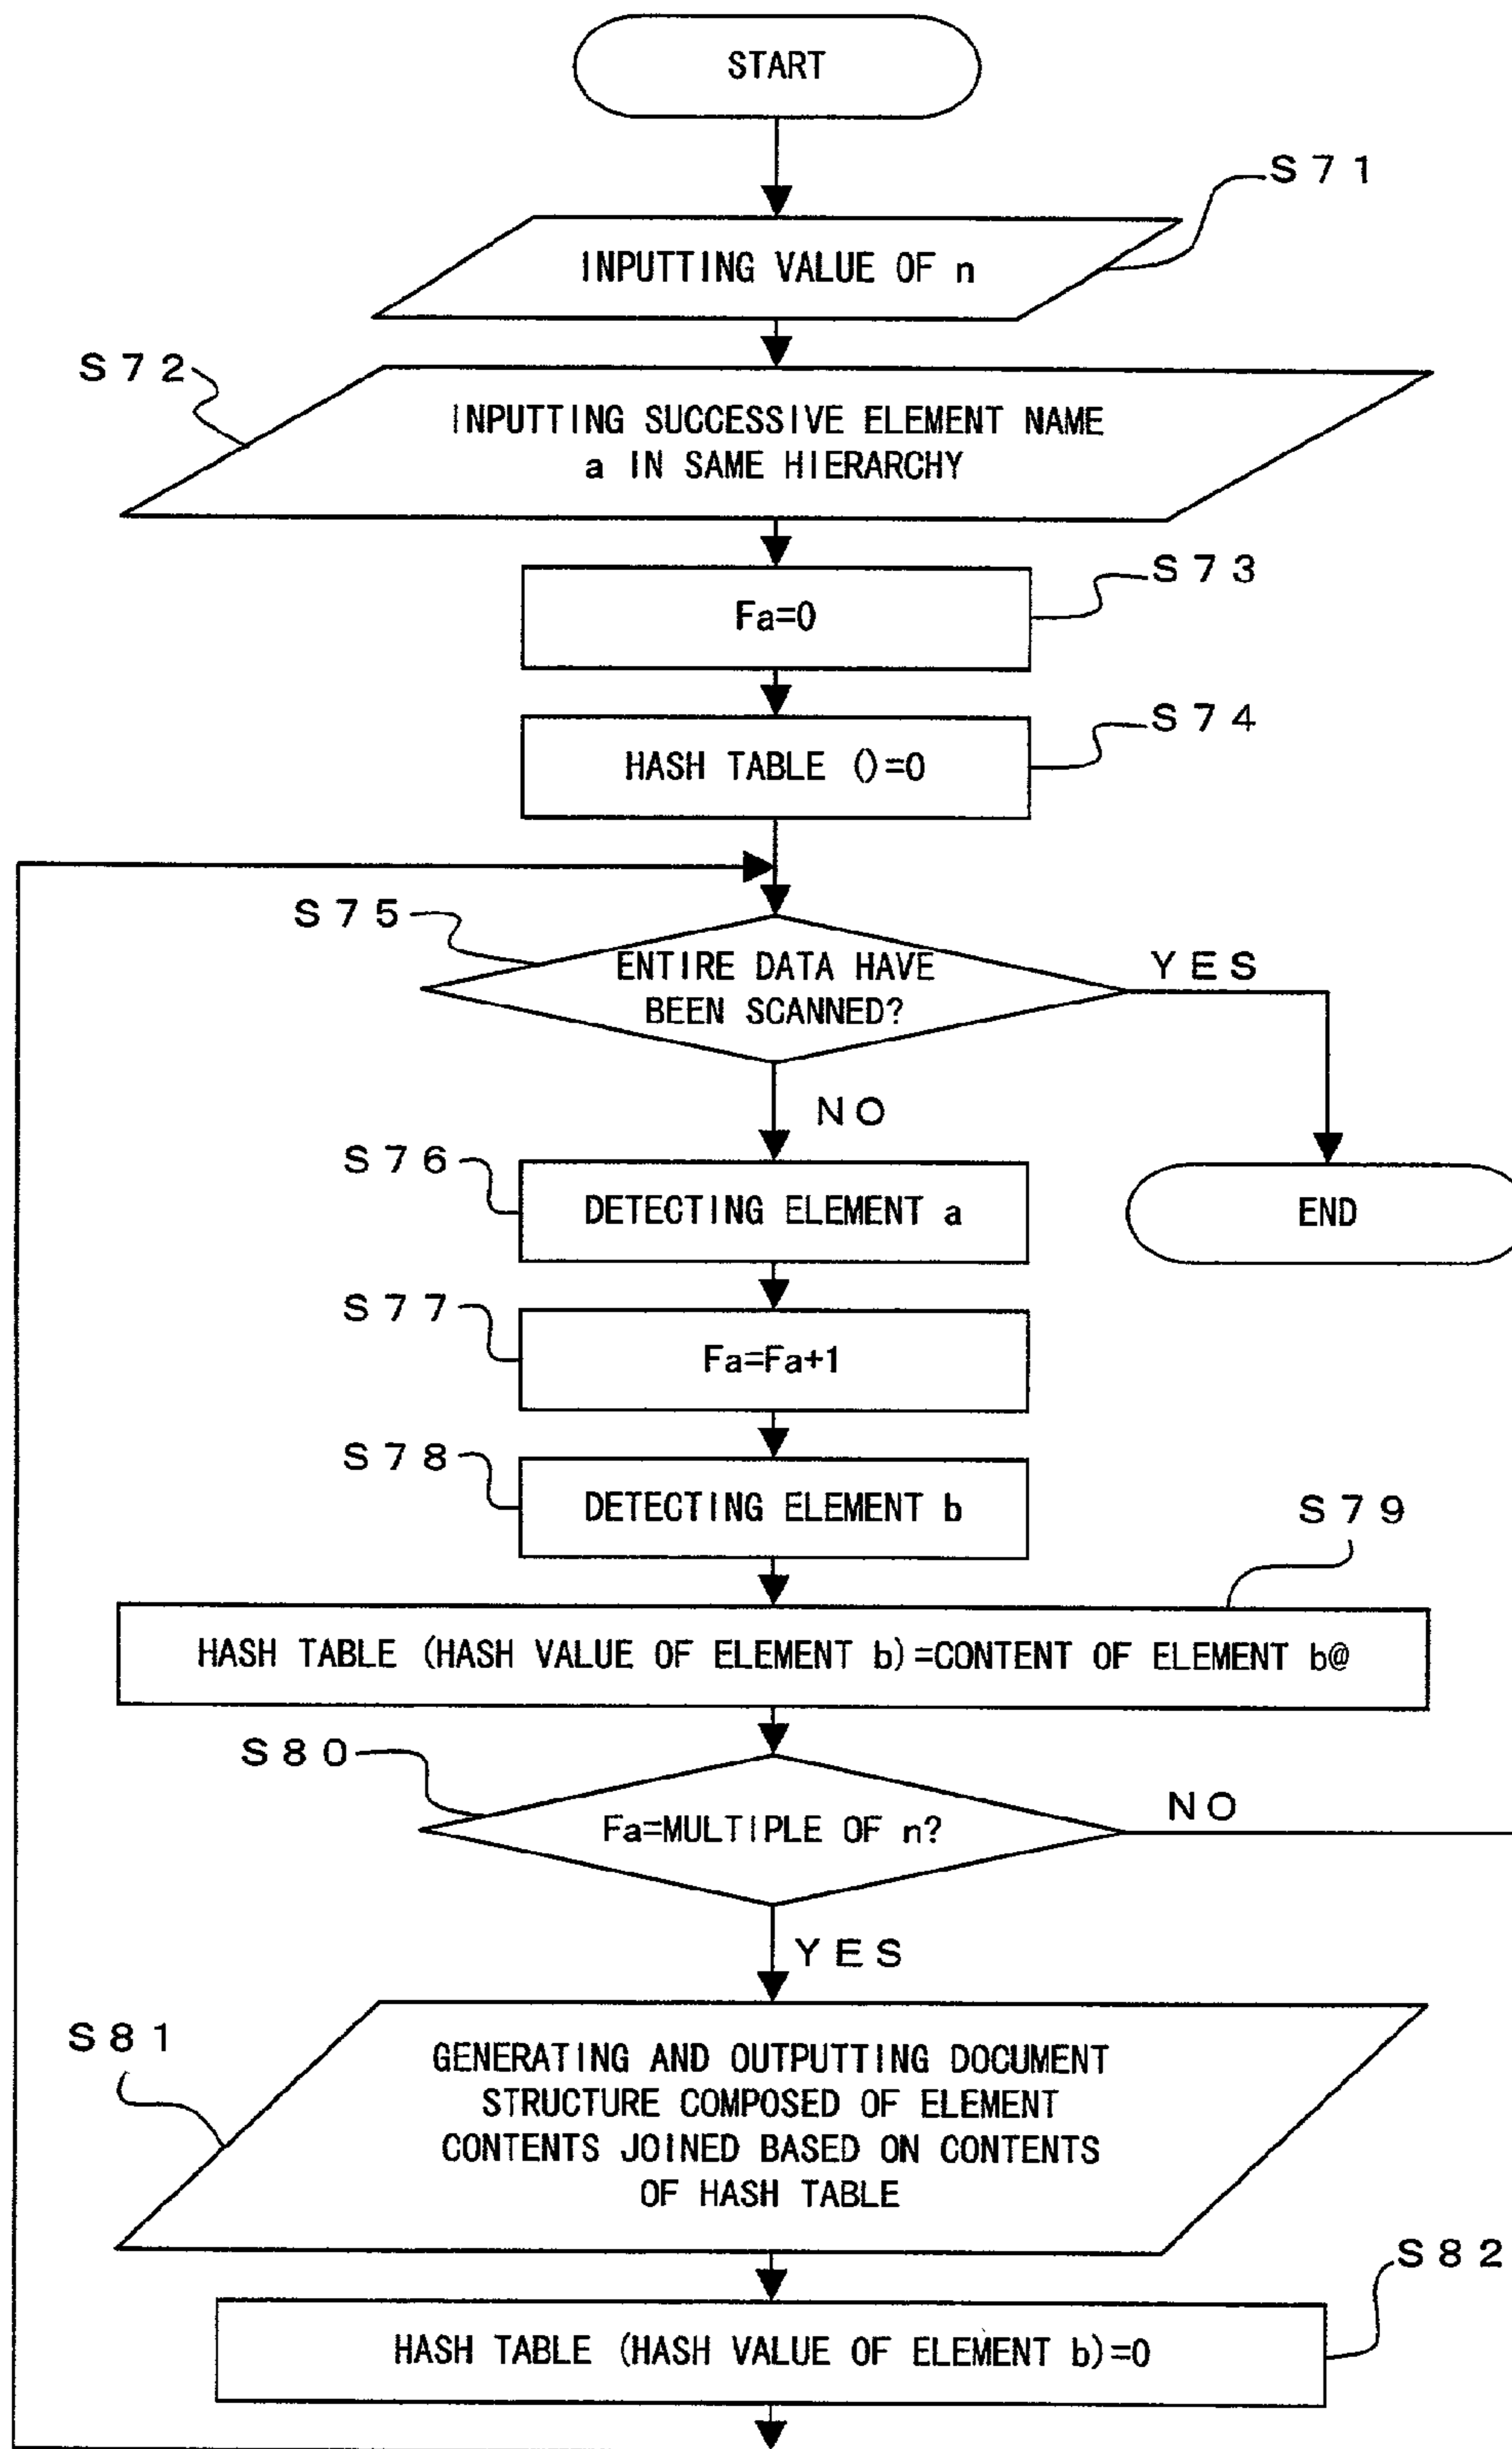 START
S71
INPUTTING VALUE OF n
S72
INPUTTING SUCCESSIVE ELEMENT NAME
a IN SAME HIERARCHY
S73
Fa=0
S74
HASH TABLE ()=0
S75
ENTIRE DATA HAVE
BEEN SCANNED?
YES
NO
S76
DETECTING ELEMENT a
END
S77
Fa=Fa+1
S78
DETECTING ELEMENT b
S79
HASH TABLE (HASH VALUE OF ELEMENT b)=CONTENT OF ELEMENT b@
S80
Fa=MULTIPLE OF n?
NO
YES
S81
GENERATING AND OUTPUTTING DOCUMENT
STRUCTURE COMPOSED OF ELEMENT
CONTENTS JOINED BASED ON CONTENTS
OF HASH TABLE
S82
HASH TABLE (HASH VALUE OF ELEMENT b)=0